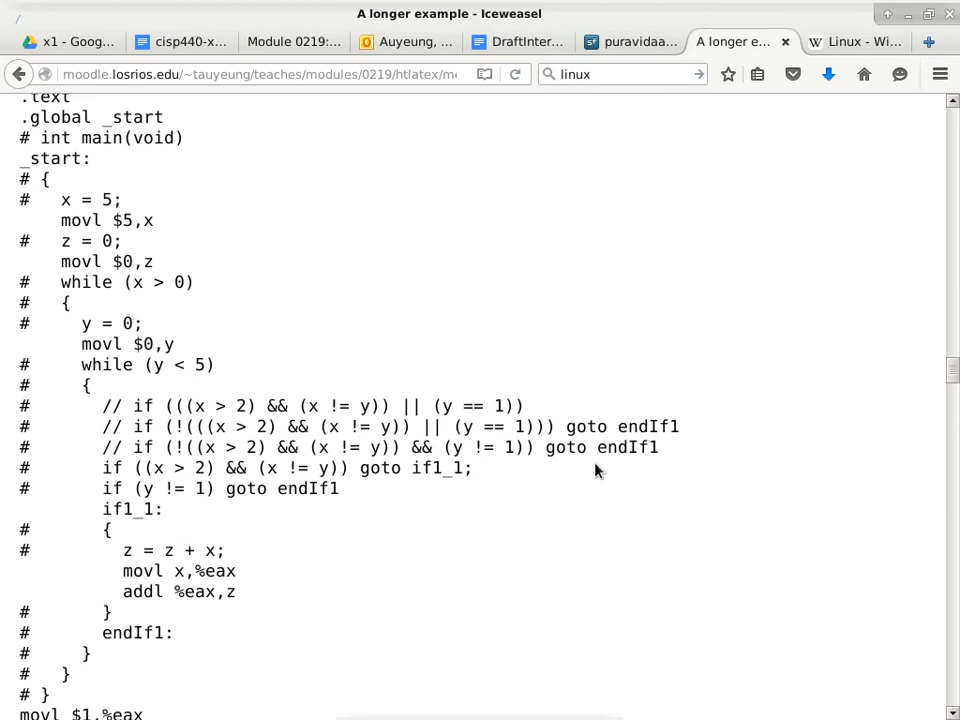 A longer example - Iceweasel
x1 - Goog...
cisp440-x...
Module 0219:...
Auyeung, ...
DraftInter...
puravidaa...
A longer e...
Linux - Wi...
moodle.losrios.edu/~tauyeung/teaches/modules/0219/htlatex/m
linux
.text
.global _start
# int main(void)
_start:
# {
#   x = 5;
    movl $5,x
#   z = 0;
    movl $0,z
#   while (x > 0)
#   {
#     y = 0;
      movl $0,y
#     while (y < 5)
#     {
#       // if (((x > 2) && (x != y)) || (y == 1))
#       // if (!(((x > 2) && (x != y)) || (y == 1))) goto endIf1
#       // if (!((x > 2) && (x != y)) && (y != 1)) goto endIf1
#       if ((x > 2) && (x != y)) goto if1_1;
#       if (y != 1) goto endIf1
        if1_1:
#       {
#         z = z + x;
          movl x,%eax
          addl %eax,z
#       }
#       endIf1:
#     }
#   }
# }
movl $1,%eax